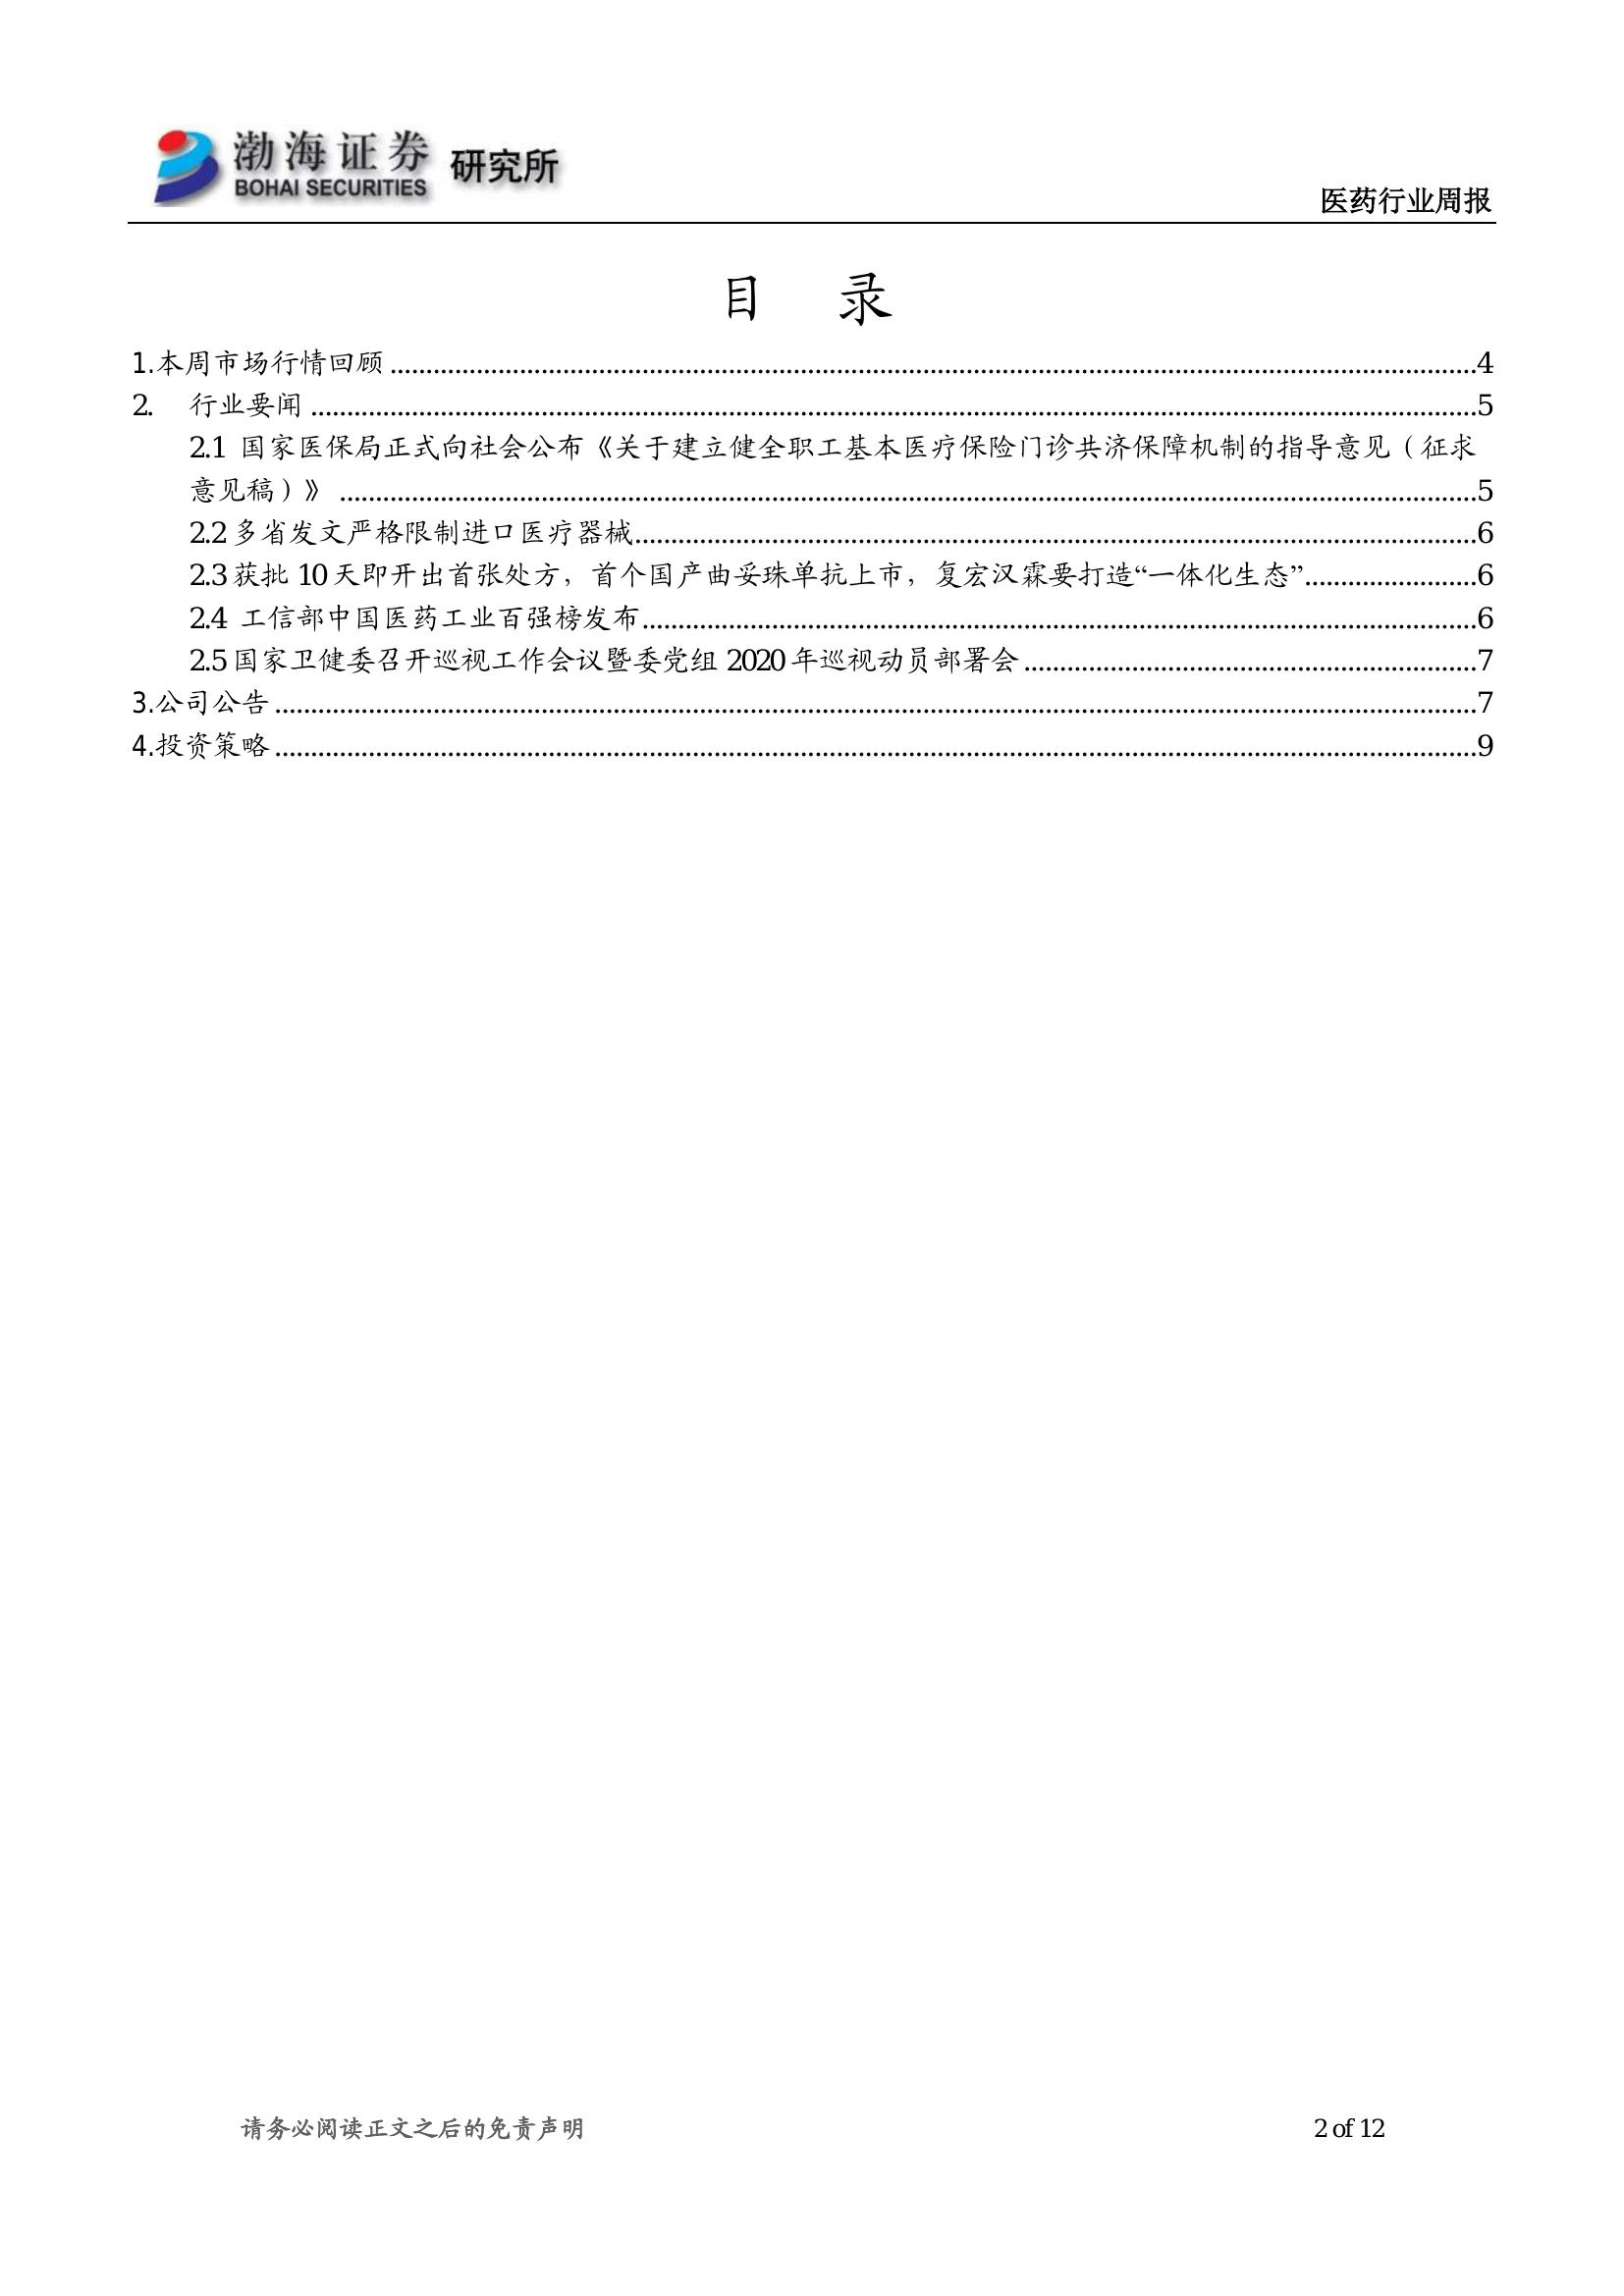 渤海证券 研究所
BOHAI SECURITIES
医药行业周报
目 录
1.本周市场行情回顾 ........................................ 4
2. 行业要闻 ........................................ 5
2.1 国家医保局正式向社会公布《关于建立健全职工基本医疗保险门诊共济保障机制的指导意见（征求
意见稿）》 ........................................ 5
2.2 多省发文严格限制进口医疗器械 ........................................ 6
2.3 获批 10 天即开出首张处方，首个国产曲妥珠单抗上市，复宏汉霖要打造“一体化生态” ........................................ 6
2.4 工信部中国医药工业百强榜发布 ........................................ 6
2.5 国家卫健委召开巡视工作会议暨委党组 2020 年巡视动员部署会 ........................................ 7
3.公司公告 ........................................ 7
4.投资策略 ........................................ 9
请务必阅读正文之后的免责声明 2 of 12